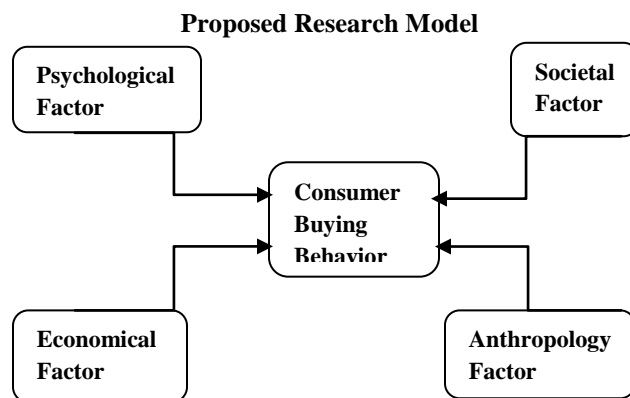 Proposed Research Model
Psychological
Factor
Societal
Factor
Consumer
Buying
Behavior
Economical
Factor
Anthropology
Factor